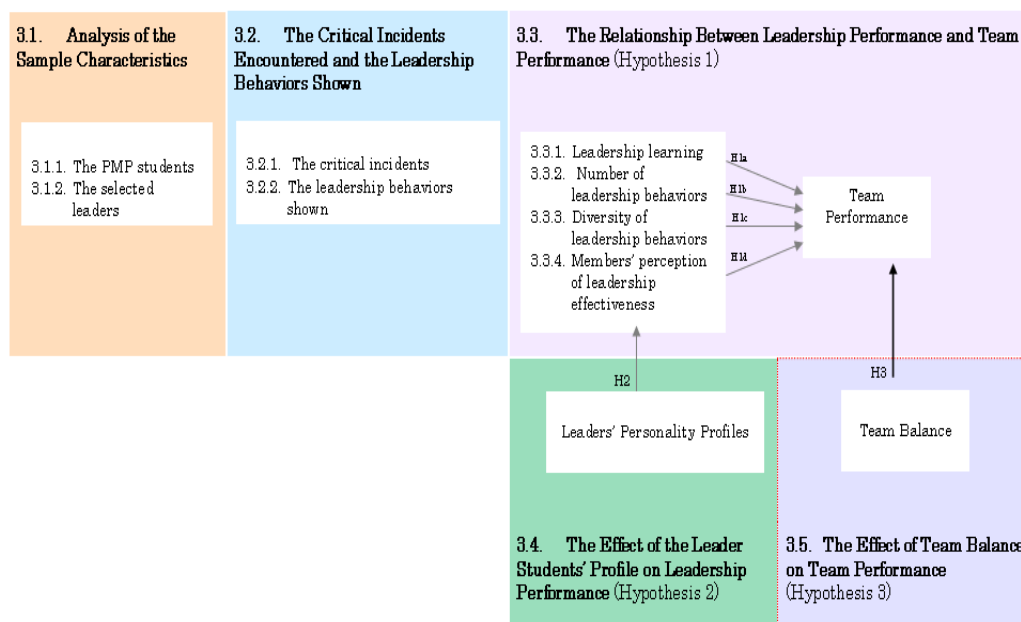 3.1. Analysis of the
Sample Characteristics
3.1.1. The PMP students
3.1.2. The selected
leaders
3.2. The Critical Incidents
Encountered and the Leadership
Behaviors Shown
3.2.1. The critical incidents
3.2.2. The leadership behaviors
shown
3.3. The Relationship Between Leadership Performance and Team
Performance (Hypothesis 1)
3.3.1. Leadership learning
3.3.2. Number of
leadership behaviors
3.3.3. Diversity of
leadership behaviors
3.3.4. Members' perception
of leadership
effectiveness
H1a
H1b
H1c
H1d
Team
Performance
H2
H3
Leaders' Personality Profiles
Team Balance
3.4. The Effect of the Leader
Students' Profile on Leadership
Performance (Hypothesis 2)
3.5. The Effect of Team Balance
on Team Performance
(Hypothesis 3)